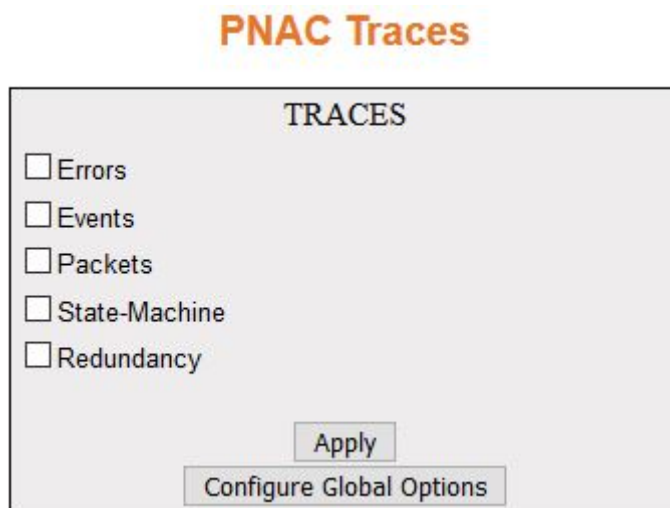 PNAC Traces
TRACES
Errors
Events
Packets
State-Machine
Redundancy
Apply
Configure Global Options